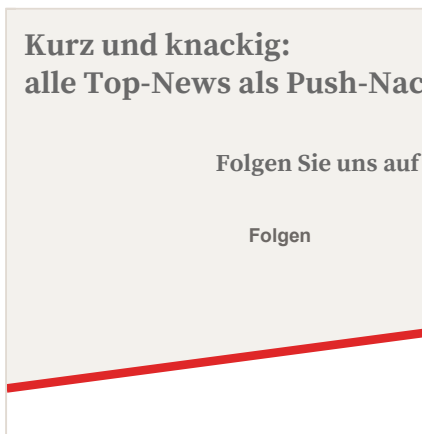 Kurz und knackig:
alle Top-News als Push-Nac
Folgen Sie uns auf
Folgen